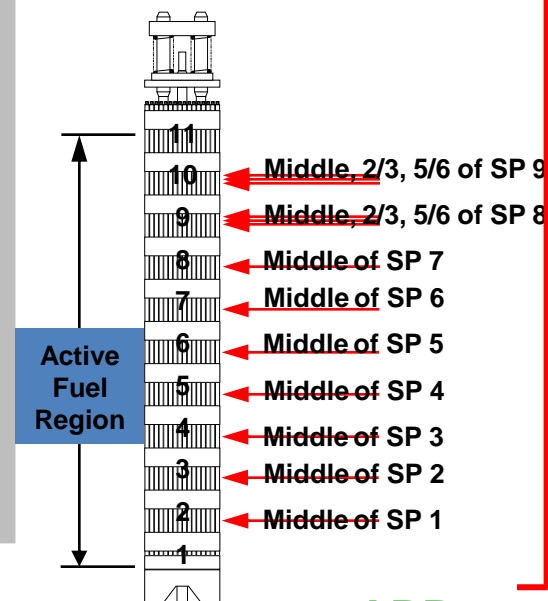 11
10
Middle, 2/3, 5/6 of SP 9
9
Middle, 2/3, 5/6 of SP 8
8
Middle of SP 7
7
Middle of SP 6
6
Middle of SP 5
Active
Fuel
Region
5
Middle of SP 4
4
Middle of SP 3
3
Middle of SP 2
2
Middle of SP 1
1